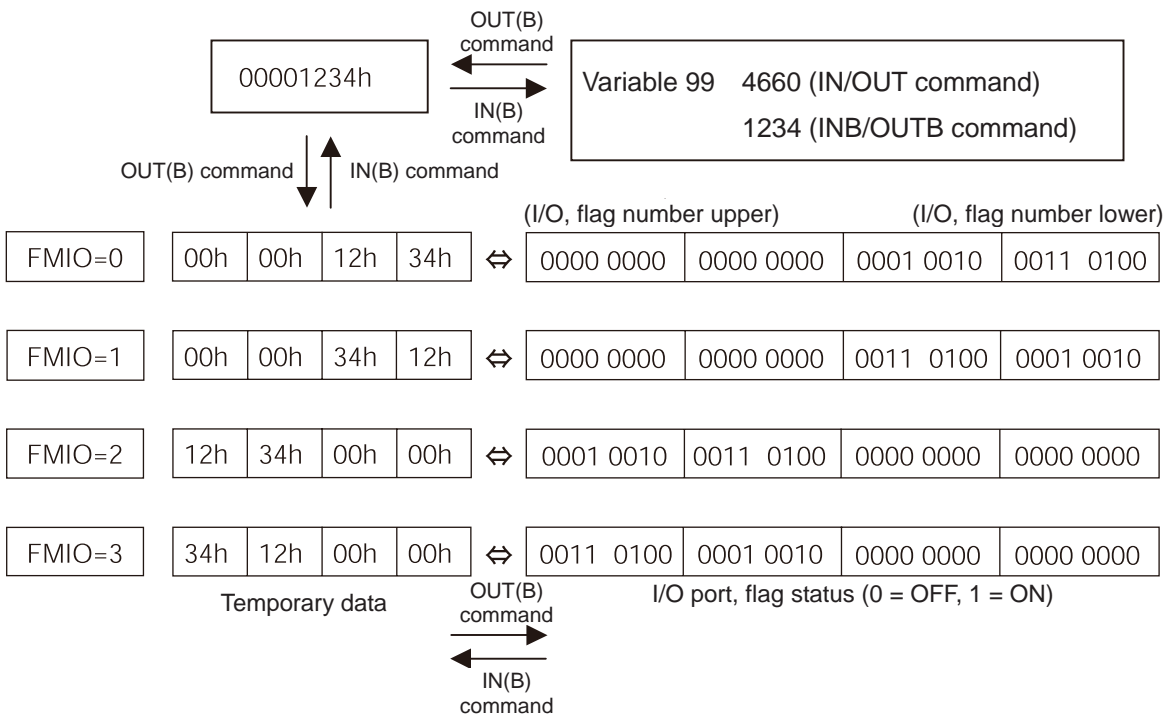 OUT(B)
command
00001234h
Variable 99 4660 (IN/OUT command)
IN(B)
command
1234 (INB/OUTB command)
OUT(B) command IN(B) command
(I/O, flag number upper) (I/O, flag number lower)
FMIO=0 00h 00h 12h 34h ⇔ 0000 0000 0000 0000 0001 0010 0011 0100
FMIO=1 00h 00h 34h 12h ⇔ 0000 0000 0000 0000 0011 0100 0001 0010
FMIO=2 12h 34h 00h 00h ⇔ 0001 0010 0011 0100 0000 0000 0000 0000
FMIO=3 34h 12h 00h 00h ⇔ 0011 0100 0001 0010 0000 0000 0000 0000
Temporary data
OUT(B)
command
I/O port, flag status (0 = OFF, 1 = ON)
IN(B)
command